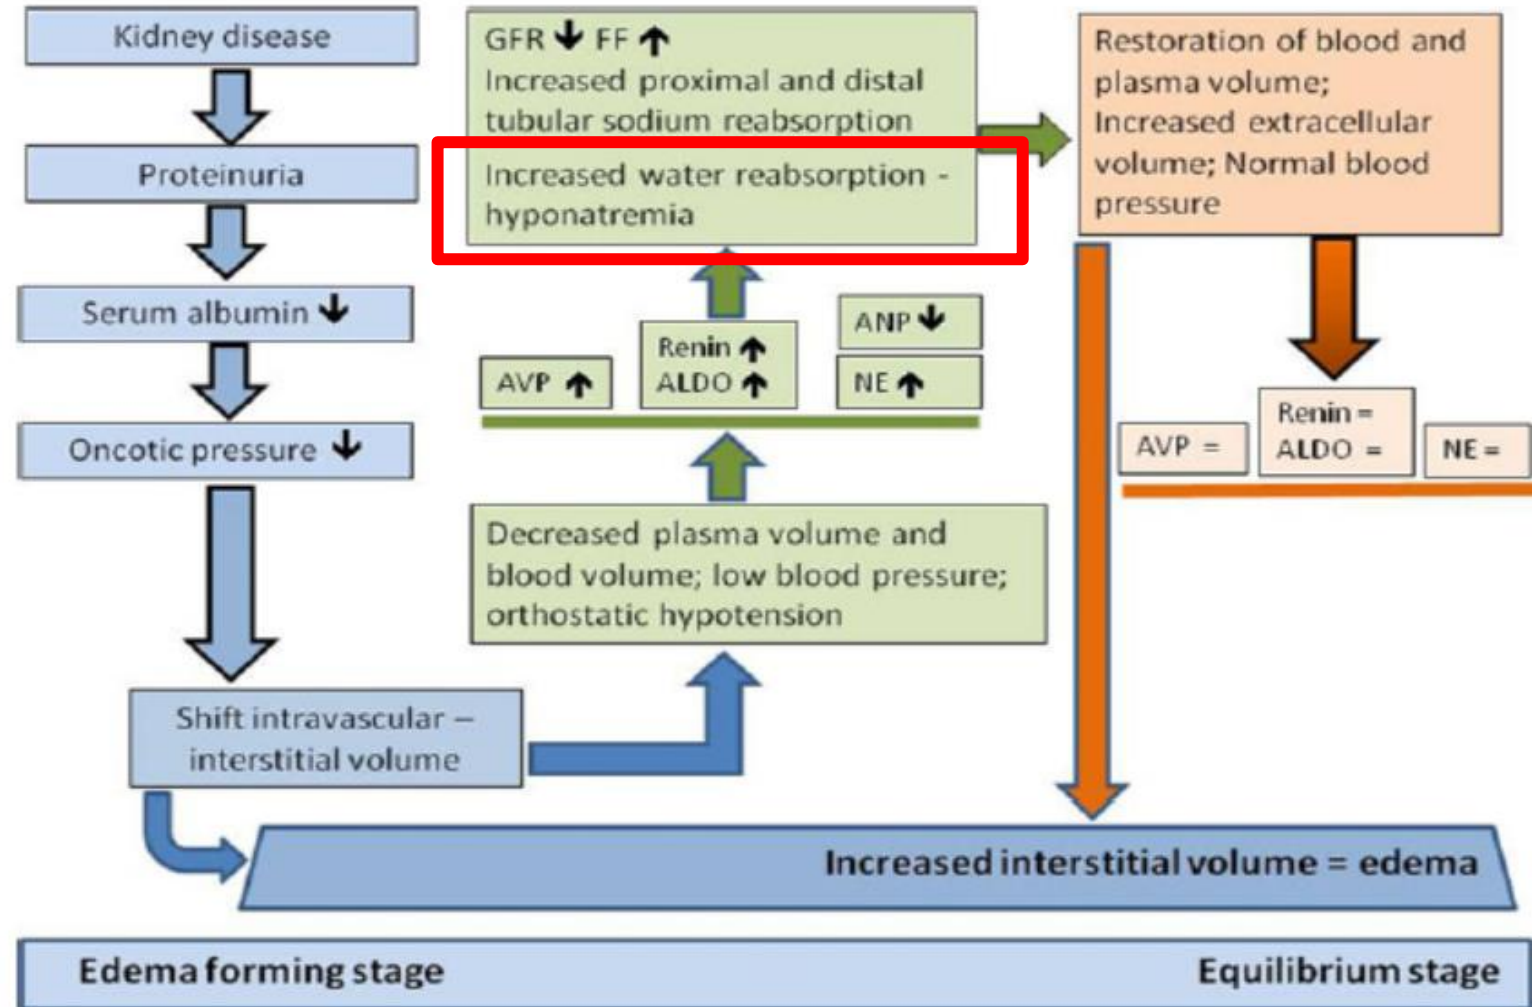 Kidney disease
Proteinuria
Serum albumin ↓
Oncotic pressure ↓
Shift intravascular –
interstitial volume
GFR ↓ FF ↑
Increased proximal and distal
tubular sodium reabsorption
Increased water reabsorption -
hyponatremia
AVP ↑
Renin ↑
ALDO ↑
ANP ↓
NE ↑
Decreased plasma volume and
blood volume; low blood pressure;
orthostatic hypotension
Restoration of blood and
plasma volume;
Increased extracellular
volume; Normal blood
pressure
AVP =
Renin =
ALDO =
NE =
Increased interstitial volume = edema
Edema forming stage
Equilibrium stage